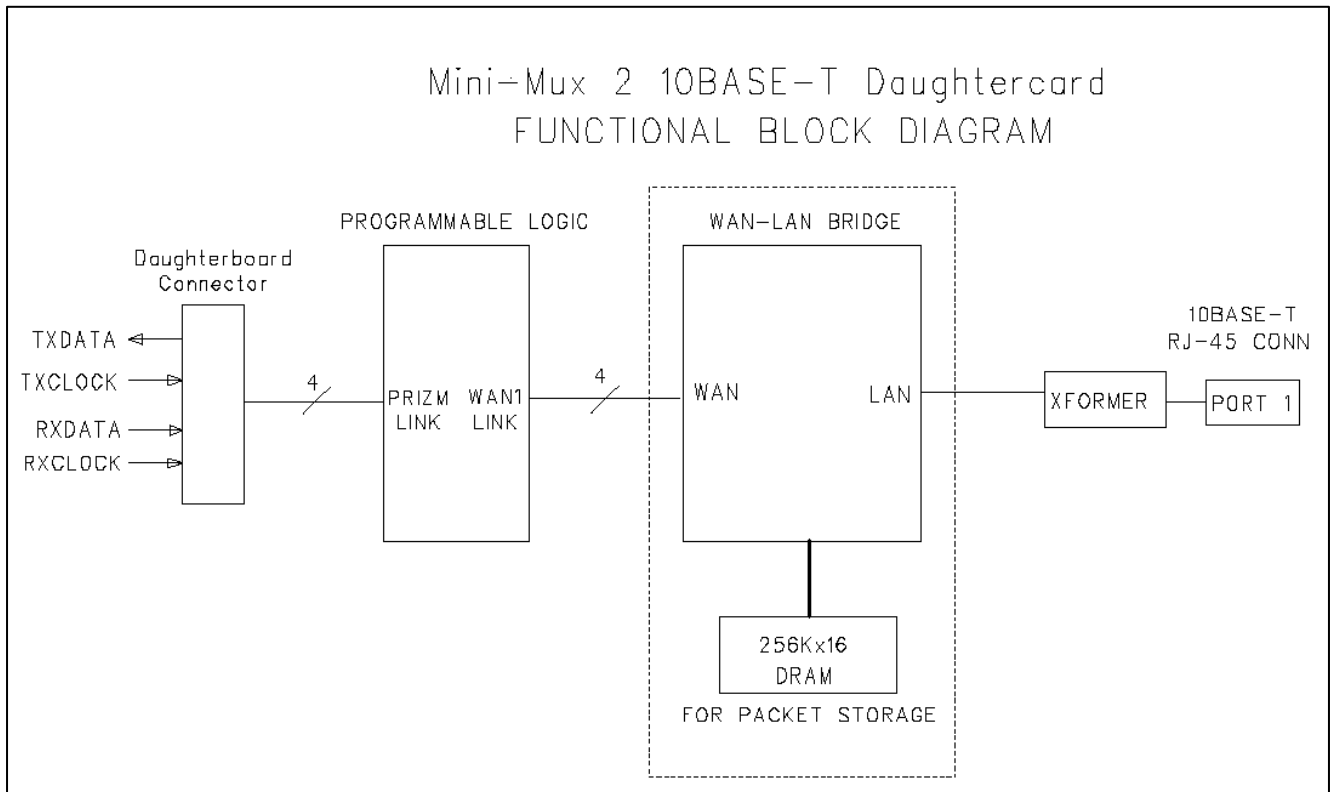 Mini-Mux 2 10BASE-T Daughtercard
FUNCTIONAL BLOCK DIAGRAM
PROGRAMMABLE LOGIC
WAN-LAN BRIDGE
Daughterboard
Connector
10BASE-T
RJ-45 CONN
TXDATA
TXCLOCK
RXDATA
RXCLOCK
4
PRIZM
LINK
WAN1
LINK
4
WAN
LAN
XFORMER
PORT 1
256Kx16
DRAM
FOR PACKET STORAGE